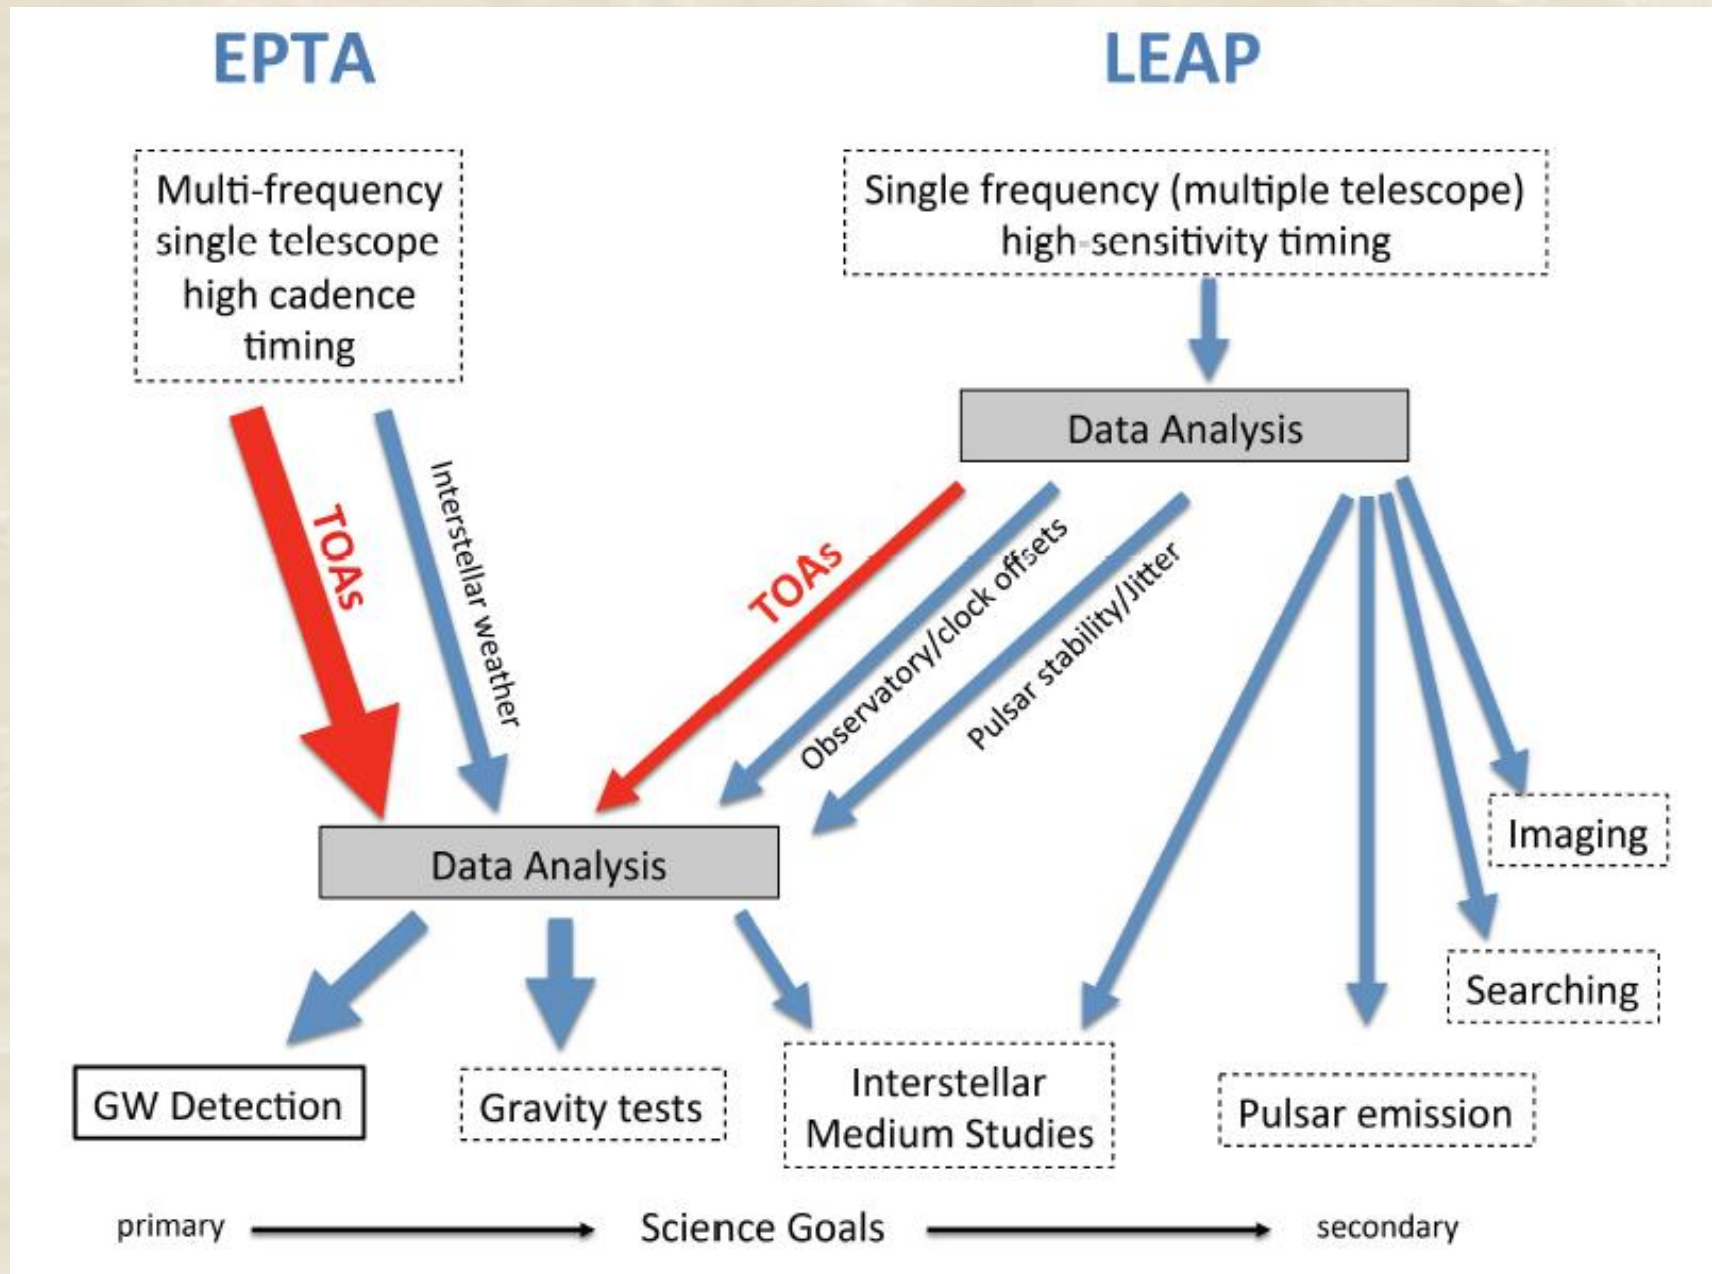 EPTA
LEAP
Multi-frequency
single telescope
high cadence
timing
Single frequency (multiple telescope)
high-sensitivity timing
Data Analysis
TOAs
Interstellar weather
TOAs
Observatory/clock offsets
Pulsar stability/Jitter
Data Analysis
Imaging
Searching
GW Detection
Gravity tests
Interstellar
Medium Studies
Pulsar emission
primary
Science Goals
secondary